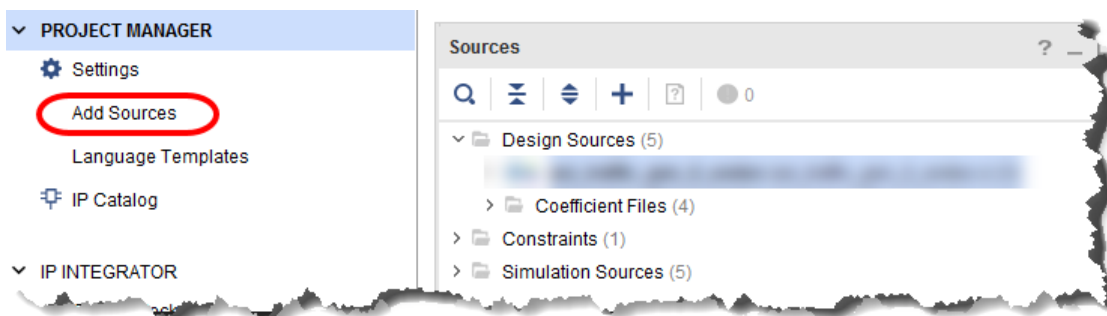 PROJECT MANAGER
Settings
Add Sources
Language Templates
IP Catalog
IP INTEGRATOR
Sources
? _
0
Design Sources (5)
Coefficient Files (4)
Constraints (1)
Simulation Sources (5)